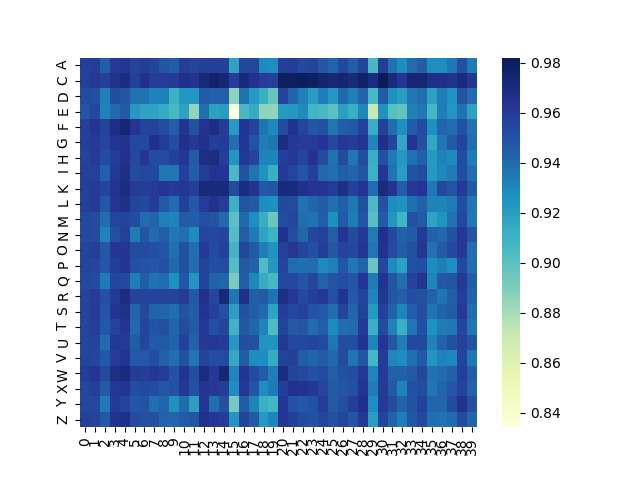 A
C
D
E
F
G
H
I
K
L
M
N
O
P
Q
R
S
T
U
V
W
X
Y
Z
0 1 2 3 4 5 6 7 8 9 10 11 12 13 14 15 16 17 18 19 20 21 22 23 24 25 26 27 28 29 30 31 32 33 34 35 36 37 38 39
0.98
0.96
0.94
0.92
0.90
0.88
0.86
0.84